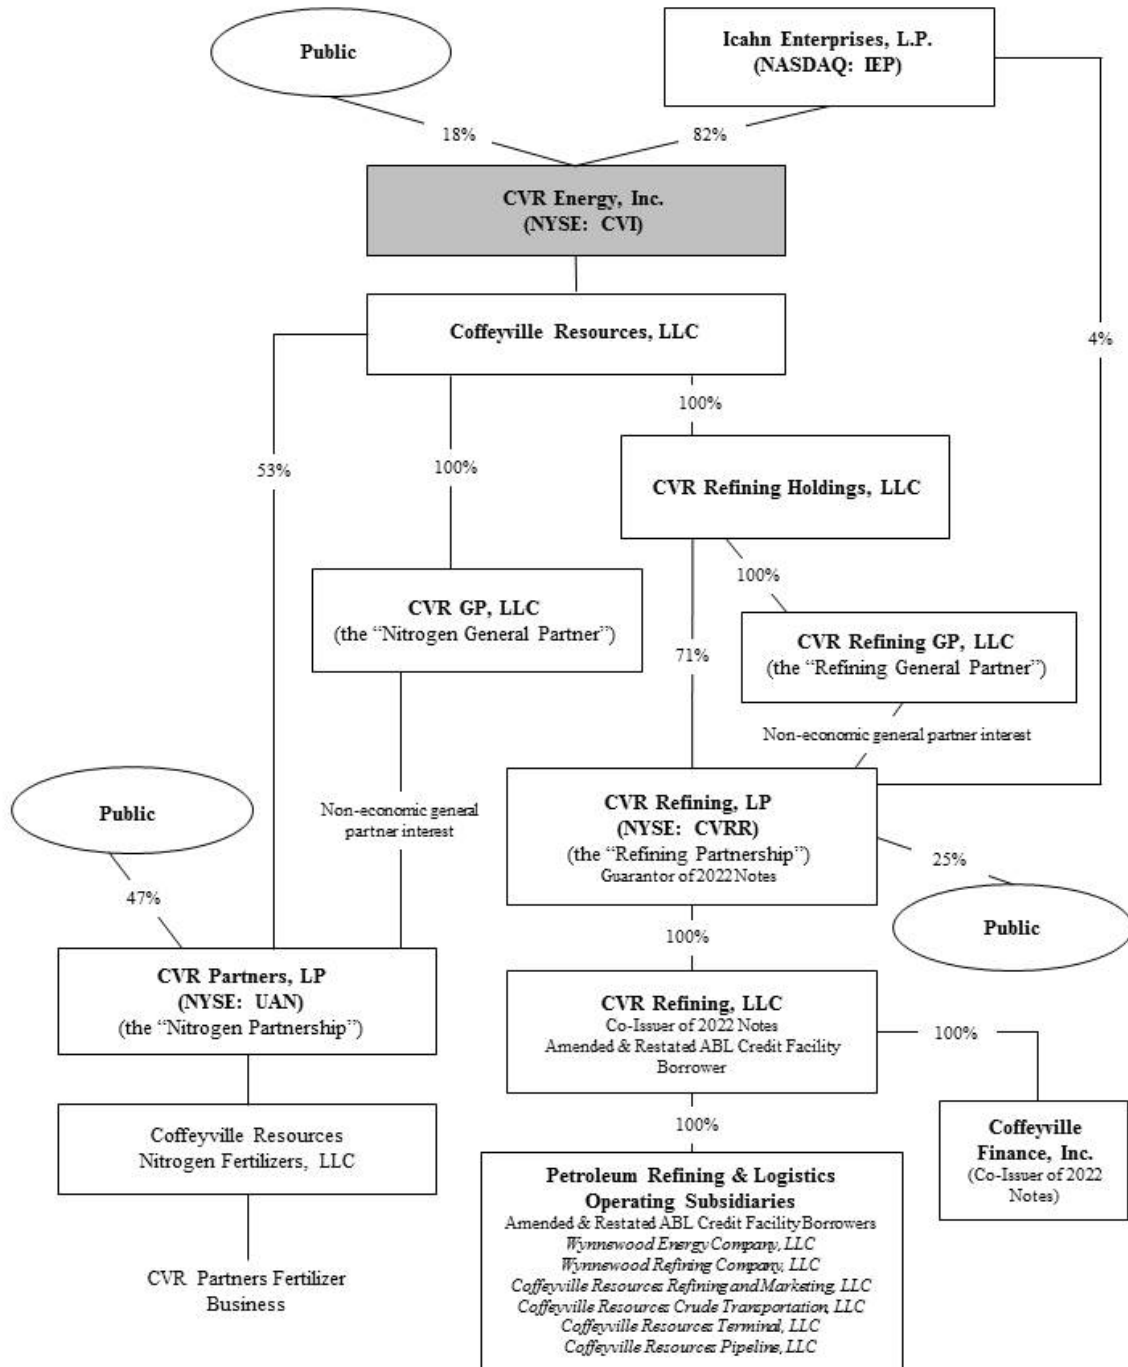 Public
Icahn Enterprises, L.P.
(NASDAQ: IEP)
18%
82%
CVR Energy, Inc.
(NYSE: CVI)
Coffeyville Resources, LLC
4%
100%
53%
100%
CVR Refining Holdings, LLC
100%
CVR GP, LLC
(the “Nitrogen General Partner”)
CVR Refining GP, LLC
(the “Refining General Partner”)
71%
Non-economic general partner interest
Public
Non-economic general
partner interest
CVR Refining, LP
(NYSE: CVRR)
(the “Refining Partnership”)
Guarantor of 2022 Notes
25%
Public
47%
100%
CVR Partners, LP
(NYSE: UAN)
(the “Nitrogen Partnership”)
CVR Refining, LLC
Co-Issuer of 2022 Notes
Amended & Restated ABL Credit Facility
Borrower
100%
Coffeyville Resources
Nitrogen Fertilizers, LLC
100%
Coffeyville
Finance, Inc.
(Co-Issuer of 2022
Notes)
CVR Partners Fertilizer
Business
Petroleum Refining & Logistics
Operating Subsidiaries
Amended & Restated ABL Credit Facility Borrowers
Wynnewood Energy Company, LLC
Wynnewood Refining Company, LLC
Coffeyville Resources Refining and Marketing, LLC
Coffeyville Resources Crude Transportation, LLC
Coffeyville Resources Terminal, LLC
Coffeyville Resources Pipeline, LLC